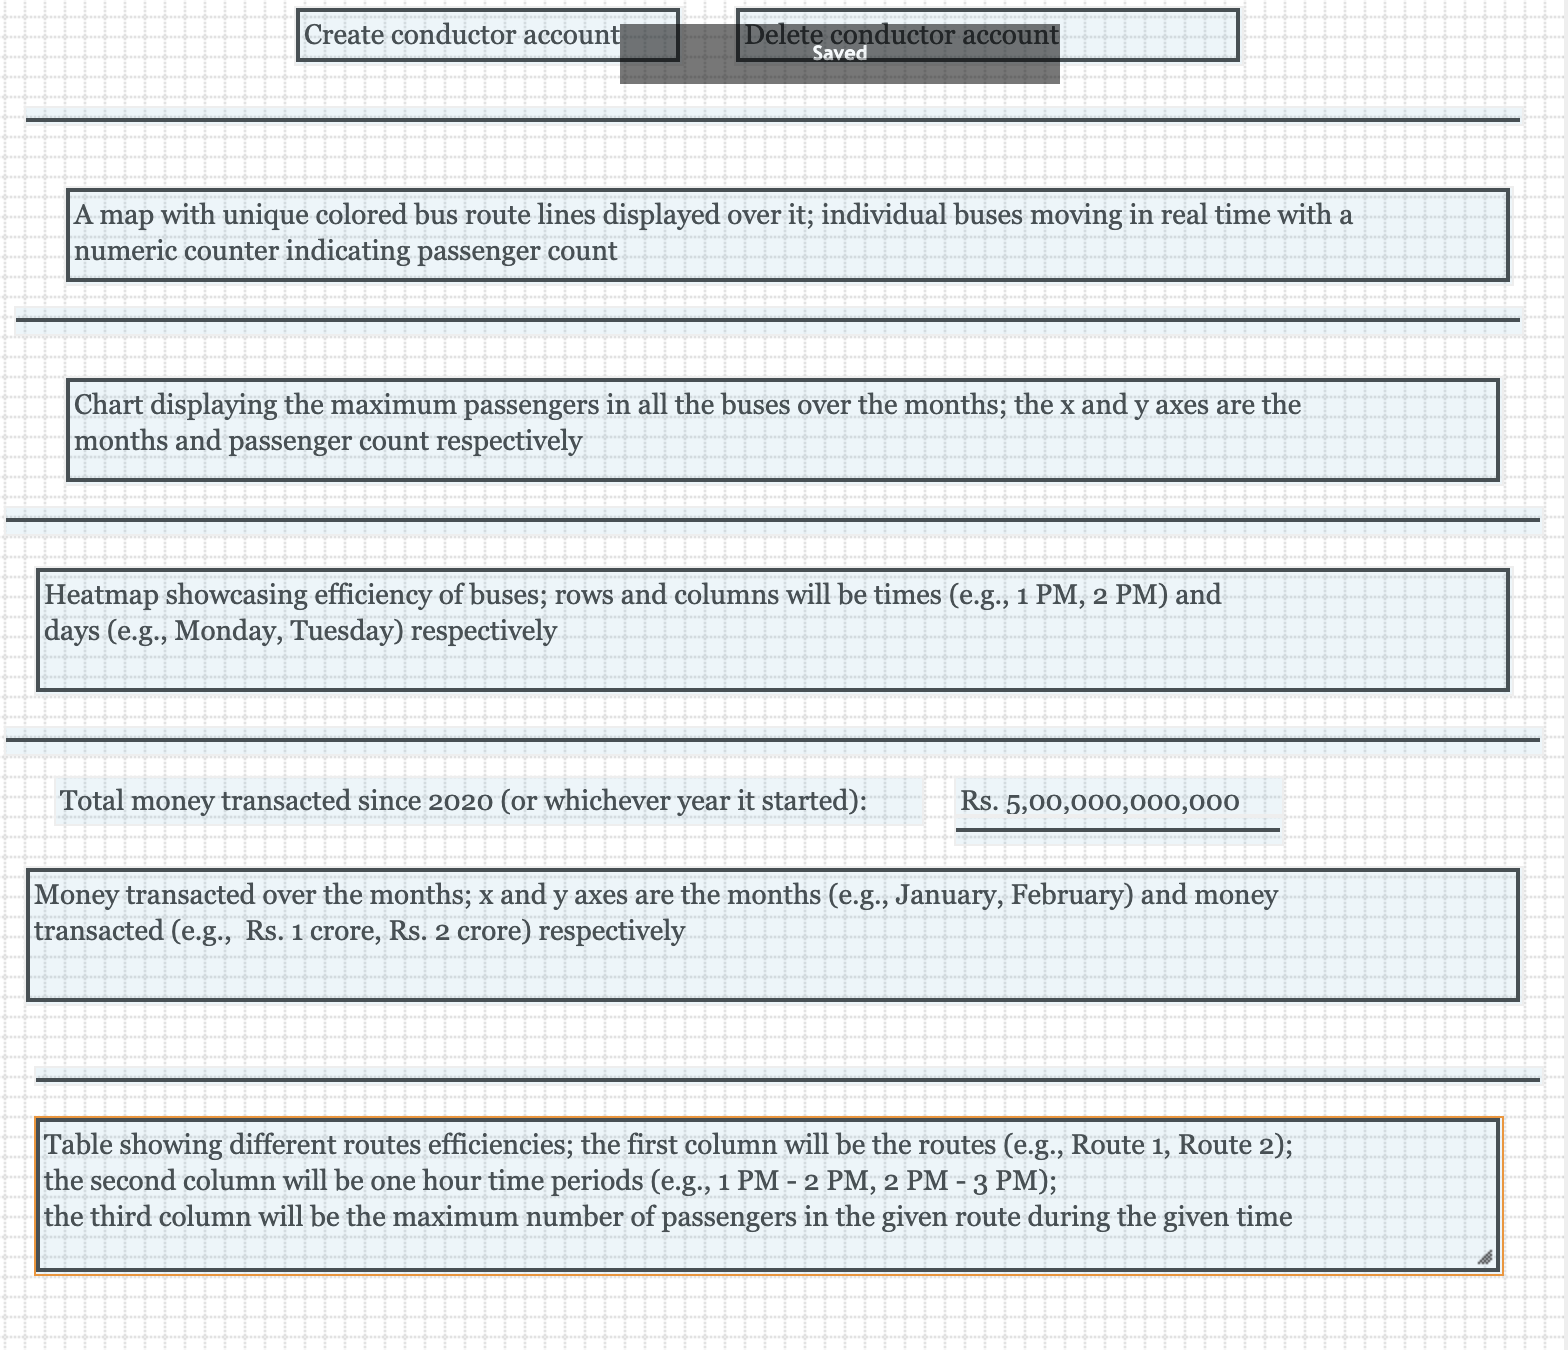 Create conductor account
Delete conductor account
Saved
A map with unique colored bus route lines displayed over it; individual buses moving in real time with a
numeric counter indicating passenger count
Chart displaying the maximum passengers in all the buses over the months; the x and y axes are the
months and passenger count respectively
Heatmap showcasing efficiency of buses; rows and columns will be times (e.g., 1 PM, 2 PM) and
days (e.g., Monday, Tuesday) respectively
Total money transacted since 2020 (or whichever year it started):
Rs. 5,00,000,000,000
Money transacted over the months; x and y axes are the months (e.g., January, February) and money
transacted (e.g.,  Rs. 1 crore, Rs. 2 crore) respectively
Table showing different routes efficiencies; the first column will be the routes (e.g., Route 1, Route 2);
the second column will be one hour time periods (e.g., 1 PM - 2 PM, 2 PM - 3 PM);
the third column will be the maximum number of passengers in the given route during the given time